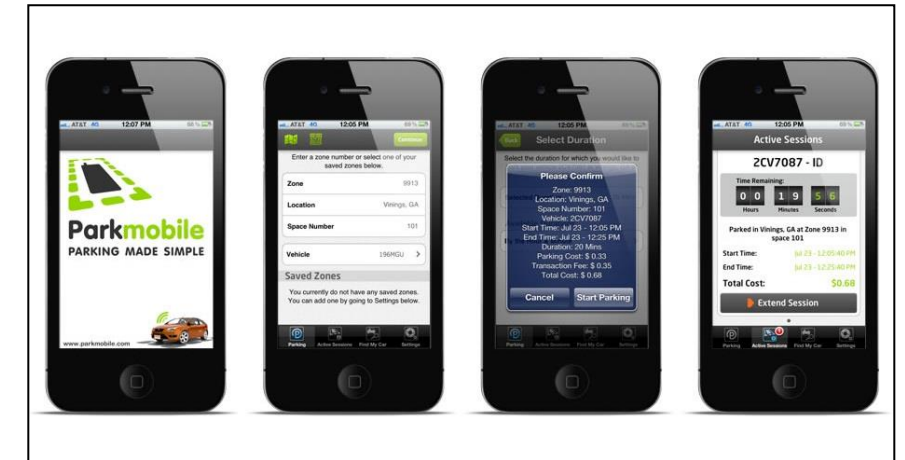 AT&T 4G 12:07 PM 68 %
Parkmobile
PARKING MADE SIMPLE
www.parkmobile.com
AT&T 4G 12:05 PM 69 %
Continue
Enter a zone number or select one of your
saved zones below.
Zone 9913
Location Vinings, GA
Space Number 101
Vehicle 196MGU
Saved Zones
You currently do not have any saved zones.
You can add one by going to Settings below.
Parking Active Sessions Find My Car Settings
AT&T 4G 12:05 PM
Back Select Duration
Select the duration for which you would like to
Please Confirm
Zone: 9913
Location: Vinings, GA
Space Number: 101
Vehicle: 2CV7087
Start Time: Jul 23 - 12:05 PM
End Time: Jul 23 - 12:25 PM
Duration: 20 Mins
Parking Cost: $ 0.33
Transaction Fee: $ 0.35
Total Cost: $ 0.68
Cancel Start Parking
Parking Active Sessions Find My Car Settings
AT&T 4G 12:05 PM 69 %
Active Sessions
2CV7087 - ID
Time Remaining:
0 0 1 9 5 6
Hours Minutes Seconds
Parked in Vinings, GA at Zone 9913 in
space 101
Start Time: Jul 23 - 12:05:40 PM
End Time: Jul 23 - 12:25:40 PM
Total Cost: $0.68
Extend Session
Parking Active Sessions Find My Car Settings